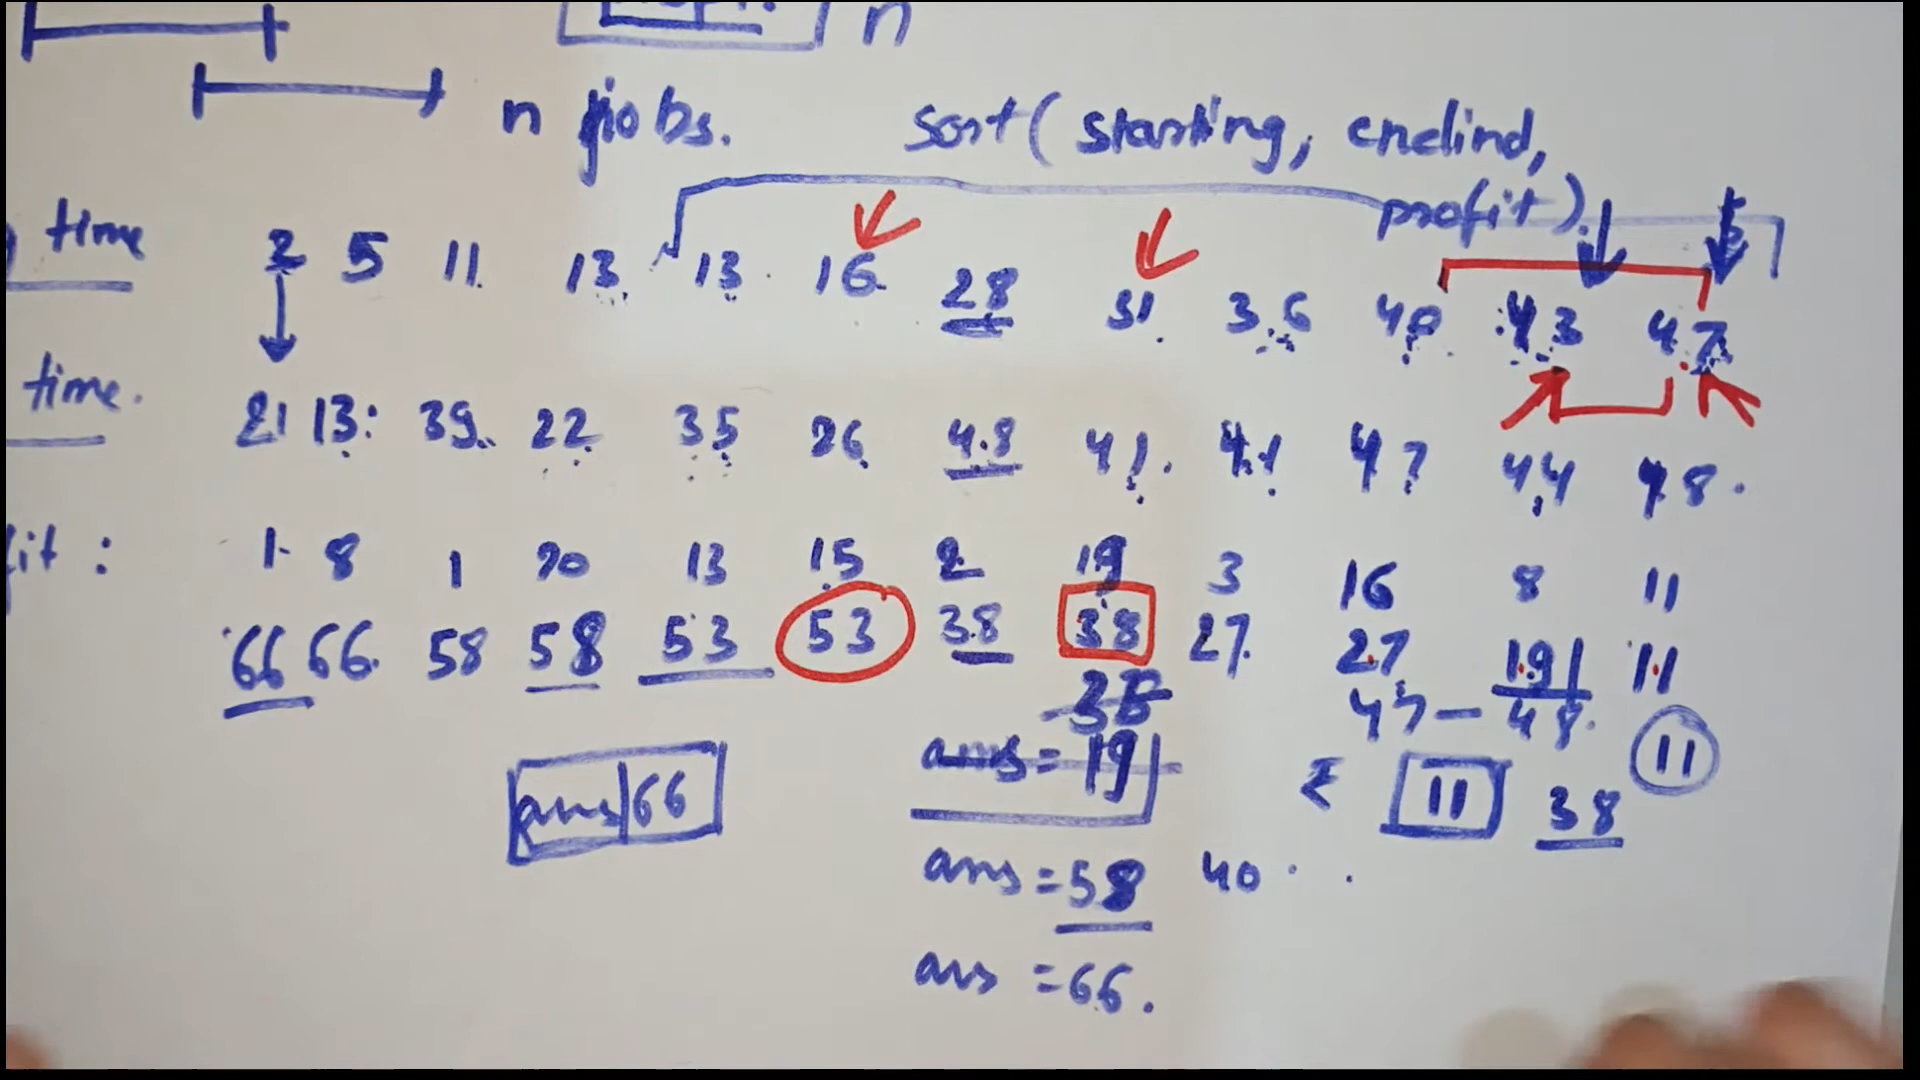 n
n jobs. sort( starting, endind,
profit).
time 2 5 11 13 13 16 28 31 36 40 43 47
time. 21 13 39 22 35 26 48 41 41 47 44 48
fit: 1 8 1 20 13 15 2 19 3 16 8 11
66 66 58 58 53 53 38 38 27 27 19 11
47 - 48
ans = 19
ans 66
11 38 11
ans = 58 40
ans = 66.